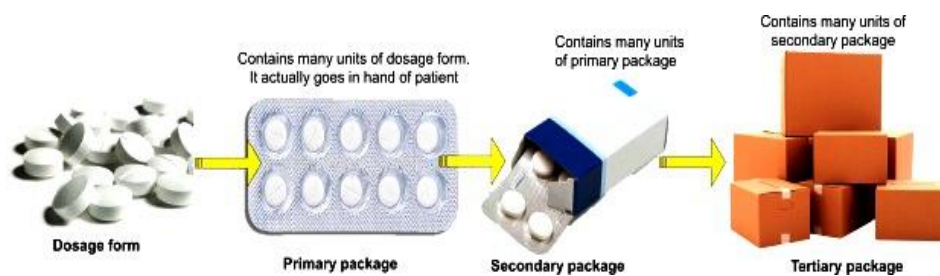 Contains many units of dosage form.
It actually goes in hand of patient
Contains many units
of primary package
Contains many units of
secondary package
Dosage form
Primary package
Secondary package
Tertiary package